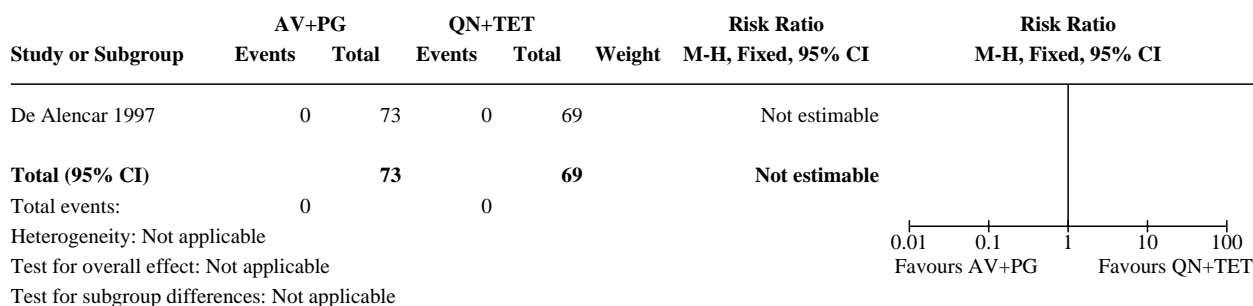 AV+PG QN+TET Risk Ratio Risk Ratio
Study or Subgroup Events Total Events Total Weight M-H, Fixed, 95% CI M-H, Fixed, 95% CI
De Alencar 1997 0 73 0 69 Not estimable
Total (95% CI) 73 69 Not estimable
Total events: 0 0
Heterogeneity: Not applicable
0.01 0.1 1 10 100
Test for overall effect: Not applicable Favours AV+PG Favours QN+TET
Test for subgroup differences: Not applicable